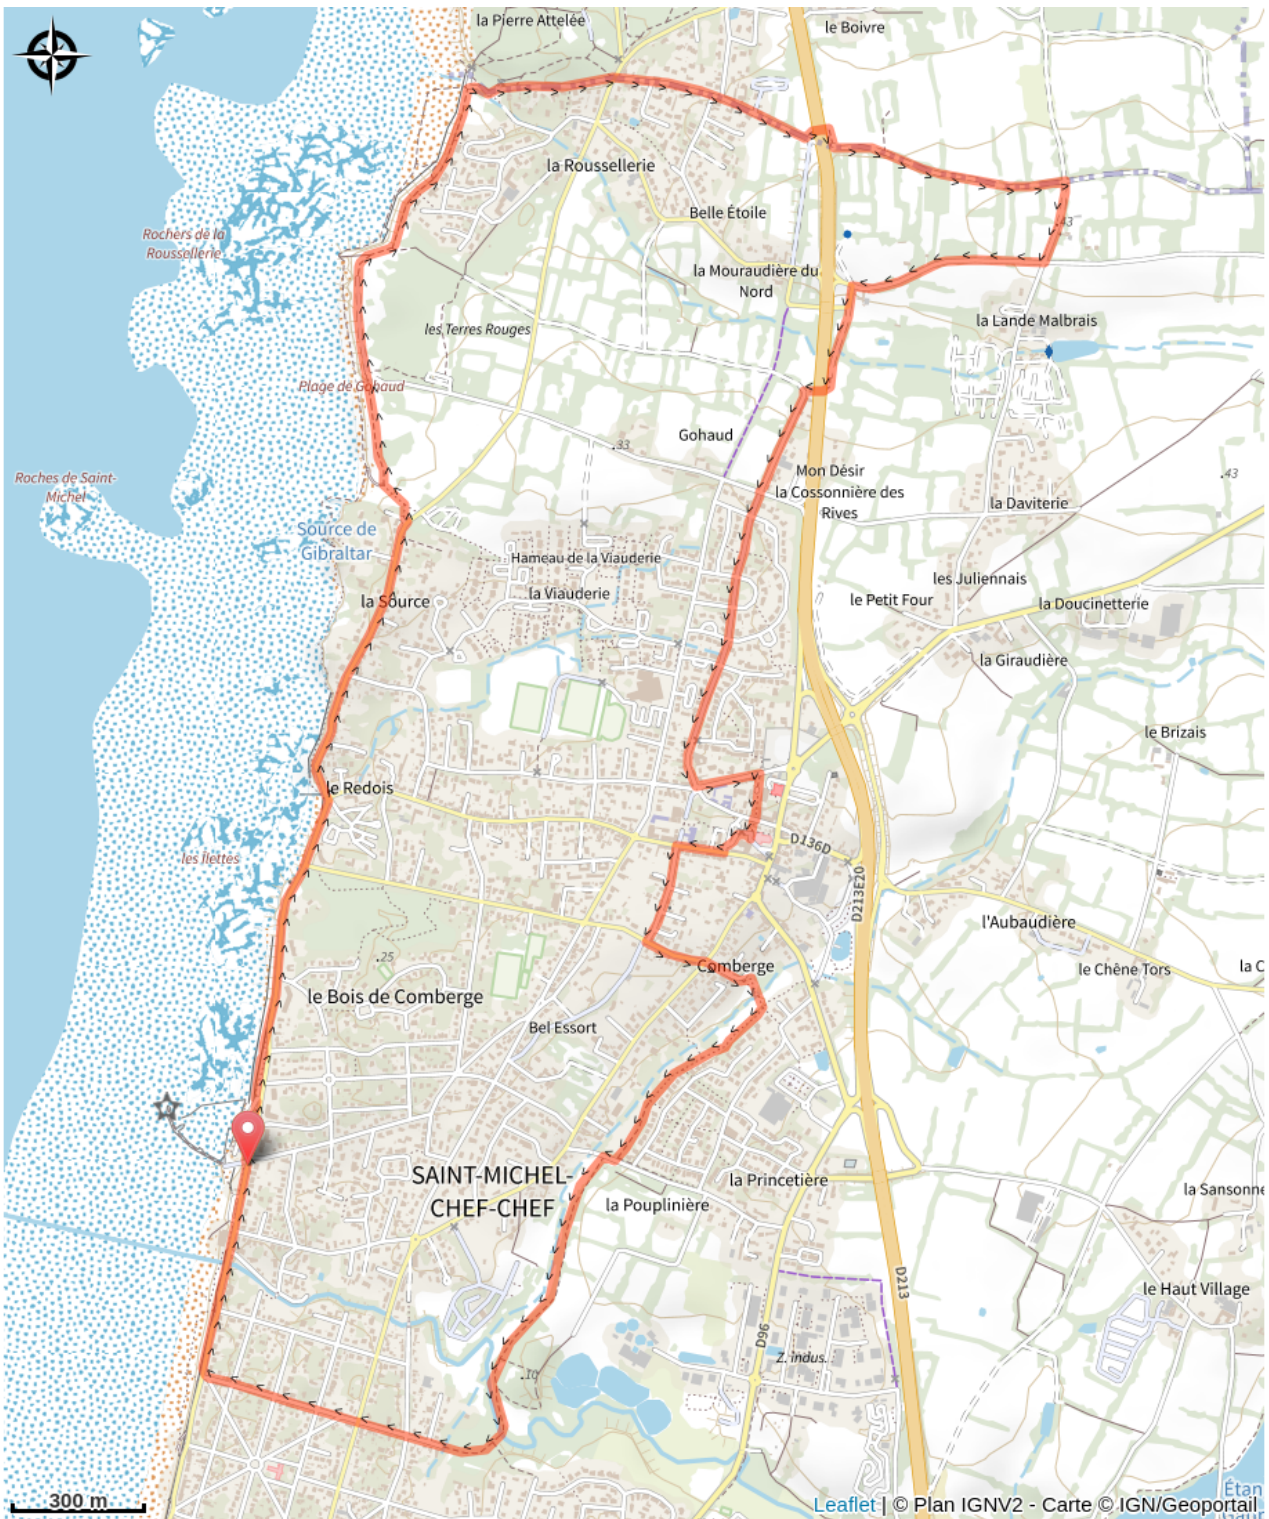 la Pierre Attelée
le Boivre
la Roussellerie
Belle Étoile
.43
Rochers de la
Roussellerie
la Mouraudière du
Nord
la Lande Malbrais
les Terres Rouges
Plage de Gohaud
Gohaud
.33
Mon Désir
la Cossonnière des
Rives
.43
Roches de Saint-
Michel
la Daviterie
Source de
Gibraltar
Hameau de la Viauderie
les Juliennais
la Viauderie
la Source
le Petit Four
la Doucinetterie
la Giraudière
le Brizais
le Redois
D136D
les Ilettes
D213E20
l'Aubaudière
.25
Comberge
le Chêne Tors
la C
le Bois de Comberge
Bel Essort
SAINT-MICHEL-
CHEF-CHEF
la Princetière
la Pouplinière
la Sansonne
D213
le Haut Village
D96
Z. indus.
.10
300 m
Étan
Leaflet | © Plan IGNV2 - Carte © IGN/Geoportail